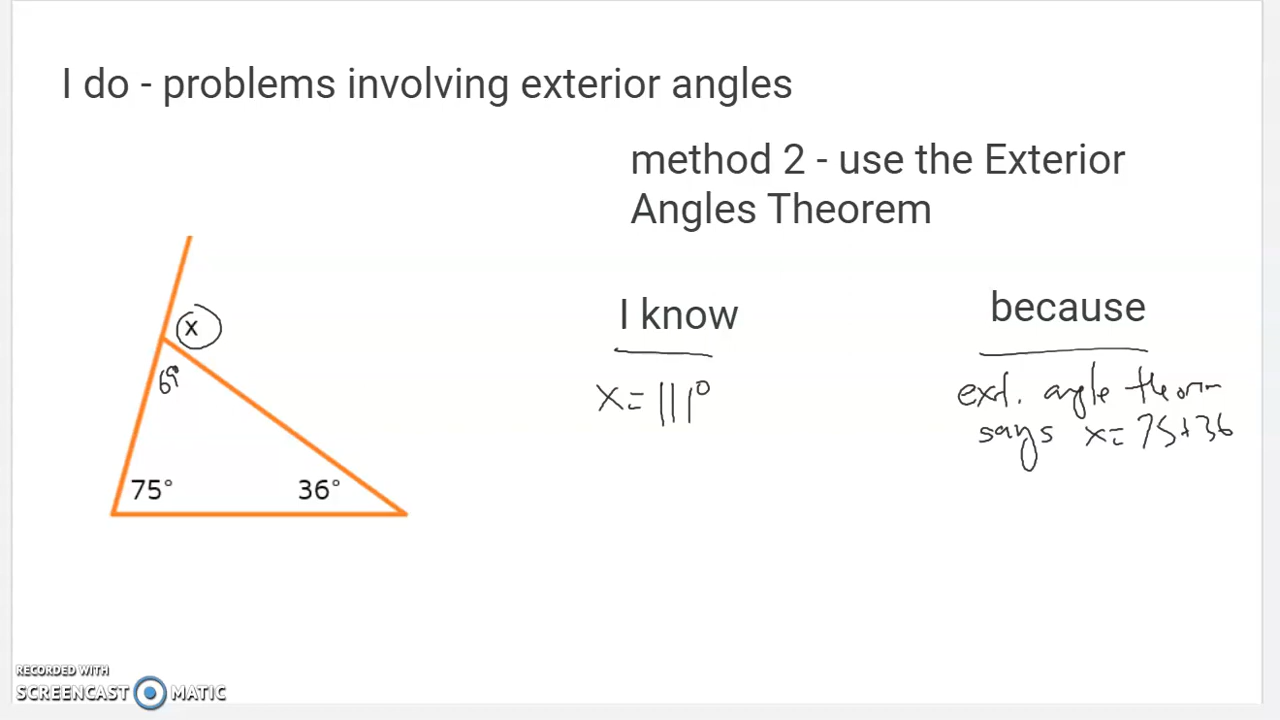 I do - problems involving exterior angles
method 2 - use the Exterior
Angles Theorem
I know
because
x
69°
75°
36°
x = 111°
ext. angle theorm
says x = 75+36
RECORDED WITH
SCREENCAST MATIC